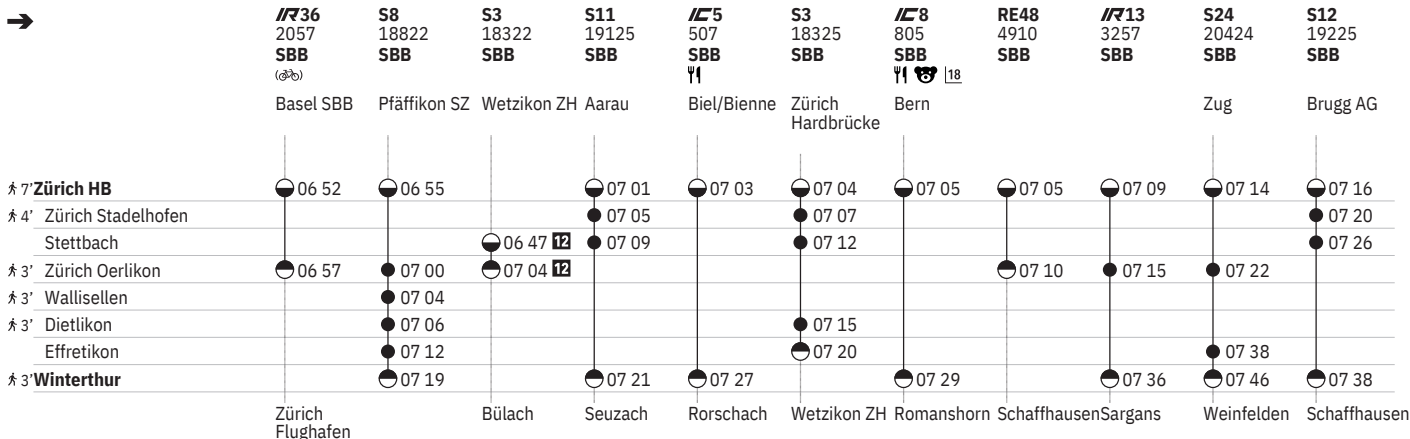 IR36 S8 S3 S11 IC5 S3 IC8 RE48 IR13 S24 S12
2057 18822 18322 19125 507 18325 805 4910 3257 20424 19225
SBB SBB SBB SBB SBB SBB SBB SBB SBB SBB SBB
18
Basel SBB Pfäffikon SZ Wetzikon ZH Aarau Biel/Bienne Zürich Bern Zug Brugg AG
Hardbrücke
7' Zürich HB 06 52 06 55 07 01 07 03 07 04 07 05 07 05 07 09 07 14 07 16
4' Zürich Stadelhofen 07 05 07 07 07 20
Stettbach 06 47 12 07 09 07 12 07 26
3' Zürich Oerlikon 06 57 07 00 07 04 12 07 10 07 15 07 22
3' Wallisellen 07 04
3' Dietlikon 07 06 07 15
Effretikon 07 12 07 20 07 38
3' Winterthur 07 19 07 21 07 27 07 29 07 36 07 46 07 38
Zürich Bülach Seuzach Rorschach Wetzikon ZH Romanshorn Schaffhausen Sargans Weinfelden Schaffhausen
Flughafen